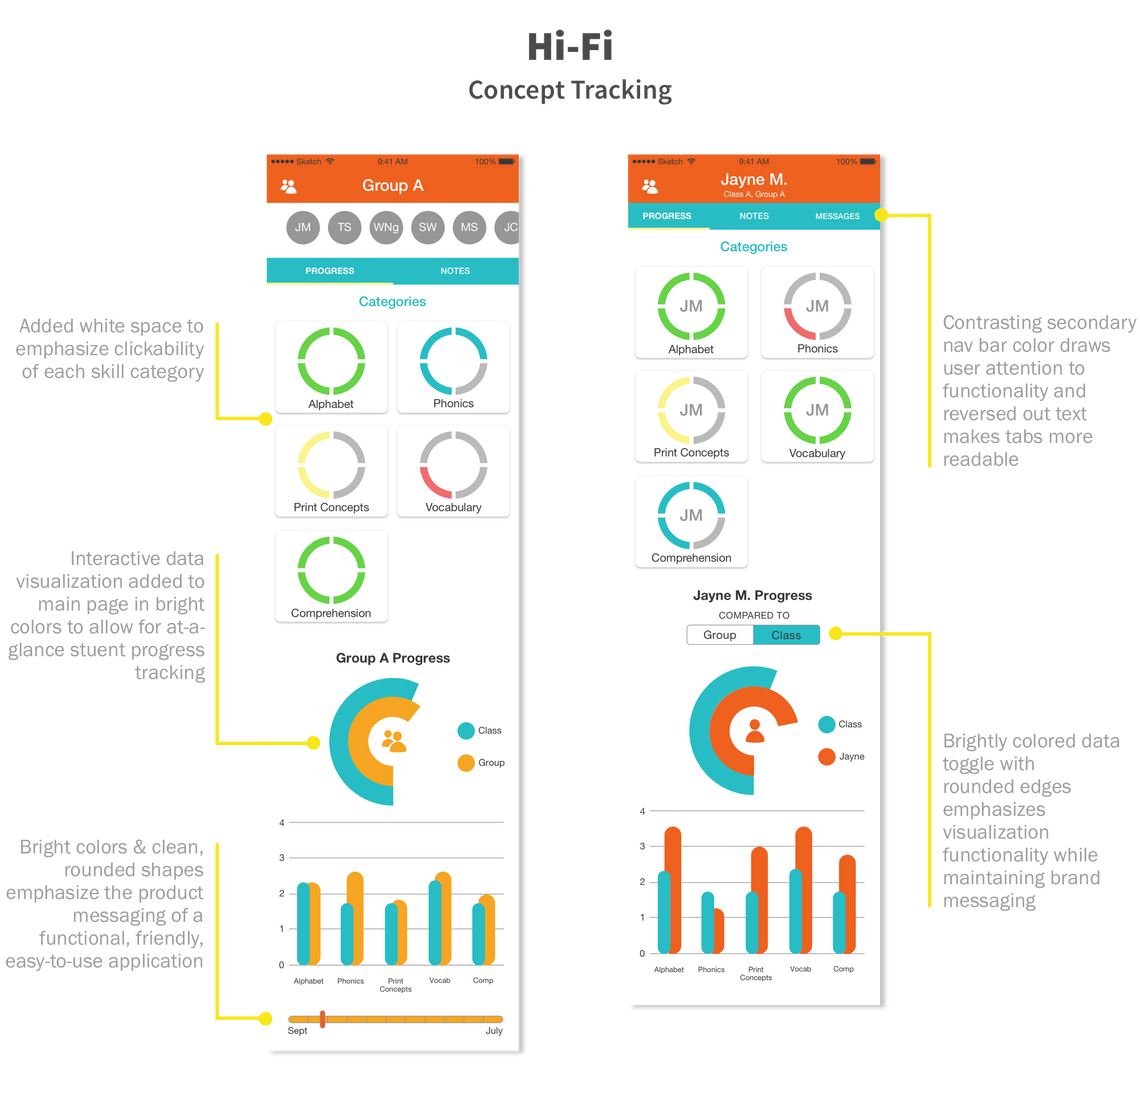 Hi-Fi
Concept Tracking
Sketch 9:41 AM 100%
Group A
JM TS WNg SW MS JC
PROGRESS NOTES
Categories
Alphabet Phonics
Print Concepts Vocabulary
Comprehension
Group A Progress
Class
Group
4
3
2
1
0
Alphabet Phonics Print Vocab Comp
Concepts
Sept July
Sketch 9:41 AM 100%
Jayne M.
Class A, Group A
PROGRESS NOTES MESSAGES
Categories
JM JM
Alphabet Phonics
JM JM
Print Concepts Vocabulary
JM
Comprehension
Jayne M. Progress
COMPARED TO
Group Class
Class
Jayne
4
3
2
1
0
Alphabet Phonics Print Vocab Comp
Concepts
Added white space to
emphasize clickability
of each skill category
Interactive data
visualization added to
main page in bright
colors to allow for at-a-
glance stuent progress
tracking
Bright colors & clean,
rounded shapes
emphasize the product
messaging of a
functional, friendly,
easy-to-use application
Contrasting secondary
nav bar color draws
user attention to
functionality and
reversed out text
makes tabs more
readable
Brightly colored data
toggle with
rounded edges
emphasizes
visualization
functionality while
maintaining brand
messaging